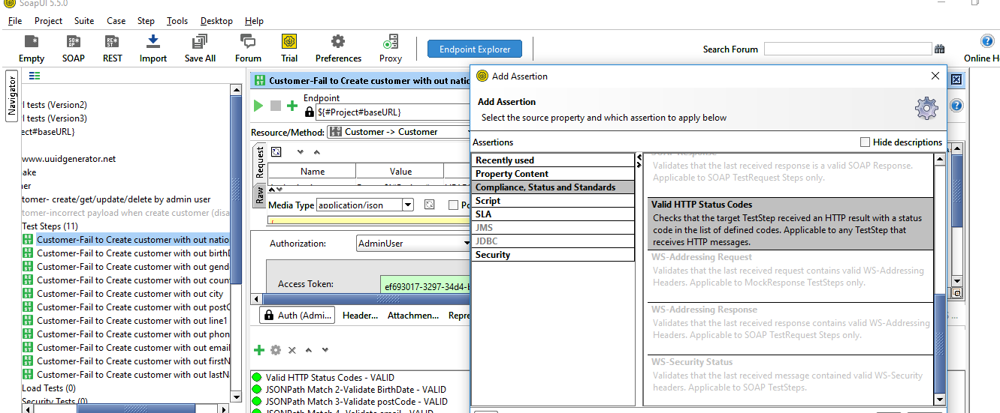 SoapUI 5.5.0
File Project Suite Case Step Tools Desktop Help
Empty SOAP REST Import Save All Forum Trial Preferences Proxy
Endpoint Explorer
Search Forum
Online H
Navigator
I tests (Version2)
I tests (Version3)
ect#baseURL}
www.uuidgenerator.net
ake
er
tomer- create/get/update/delete by admin user
tomer-incorrect payload when create customer (disa
Test Steps (11)
Customer-Fail to Create customer with out natio
Customer-Fail to Create customer with out birthD
Customer-Fail to Create customer with out gend
Customer-Fail to Create customer with out coun
Customer-Fail to Create customer with out city
Customer-Fail to Create customer with out postC
Customer-Fail to Create customer with out line1
Customer-Fail to Create customer with out phon
Customer-Fail to Create customer with out email
Customer-Fail to Create customer with out firstN
Customer-Fail to Create customer with out lastN
Load Tests (0)
Security Tests (0)
Customer-Fail to Create customer with out natio
Endpoint
${#Project#baseURL}
Resource/Method: Customer -> Customer
Request
Raw
Name Value
Media Type application/json
Po
Authorization: AdminUser
Access Token: ef693017-3297-34d4-b
Auth (Admi... Header... Attachmen... Repre
Valid HTTP Status Codes - VALID
JSONPath Match 2-Validate BirthDate - VALID
JSONPath Match 3-Validate postCode - VALID
JSONPath Match 4- Validate email - VALID
Add Assertion
Add Assertion
Select the source property and which assertion to apply below
Assertions
Hide descriptions
Recently used
Property Content
Compliance, Status and Standards
Script
SLA
JMS
JDBC
Security
SOAP Response
Validates that the last received response is a valid SOAP Response.
Applicable to SOAP TestRequest Steps only.
Valid HTTP Status Codes
Checks that the target TestStep received an HTTP result with a status
code in the list of defined codes. Applicable to any TestStep that
receives HTTP messages.
WS-Addressing Request
Validates that the last received request contains valid WS-Addressing
Headers. Applicable to MockResponse TestSteps only.
WS-Addressing Response
Validates that the last received response contains valid WS-Addressing
Headers. Applicable to SOAP TestRequest Steps only.
WS-Security Status
Validates that the last received message contained valid WS-Security
headers. Applicable to SOAP TestSteps.